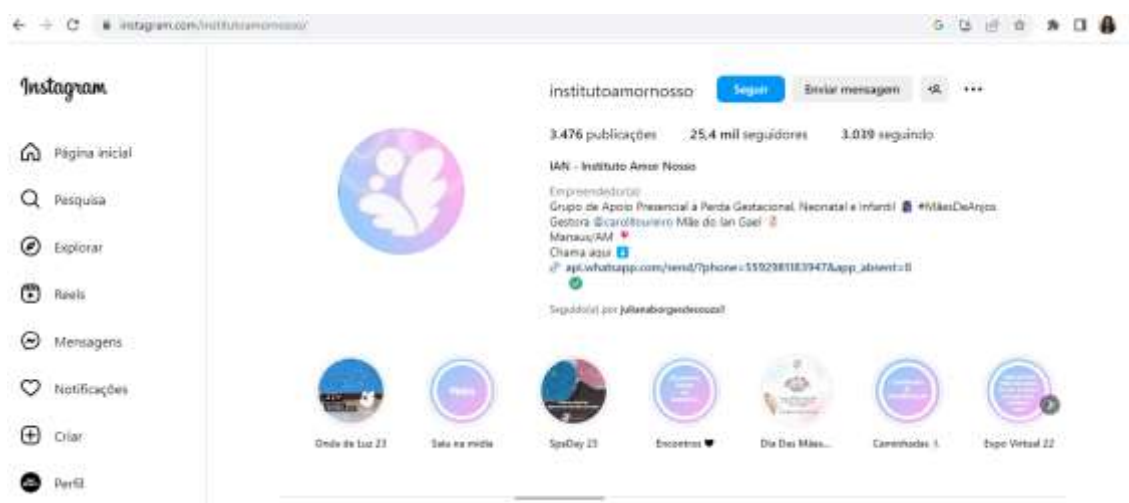 instagram.com/institutoamornosso/
Instagram
Página inicial
Pesquisa
Explorar
Reels
Mensagens
Notificações
Criar
Perfil
institutoamornosso Seguir Enviar mensagem
3.476 publicações 25,4 mil seguidores 3.039 seguindo
IAN - Instituto Amor Nosso
Empreendedor(a)
Grupo de Apoio Presencial a Perda Gestacional, Neonatal e Infantil #MãesDeAnjos
Gestora @caroltoureiro Mãe do Ian Gael
Manaus/AM
Chama aqui
api.whatsapp.com/send/?phone=5592981183947&app_absent=0
Seguido(a) por julianaborgesdesouza1
Onda de Luz 23 Saiu na mídia SpaDay 23 Encontros Dia Das Mães... Caminhadas Expo Virtual 22